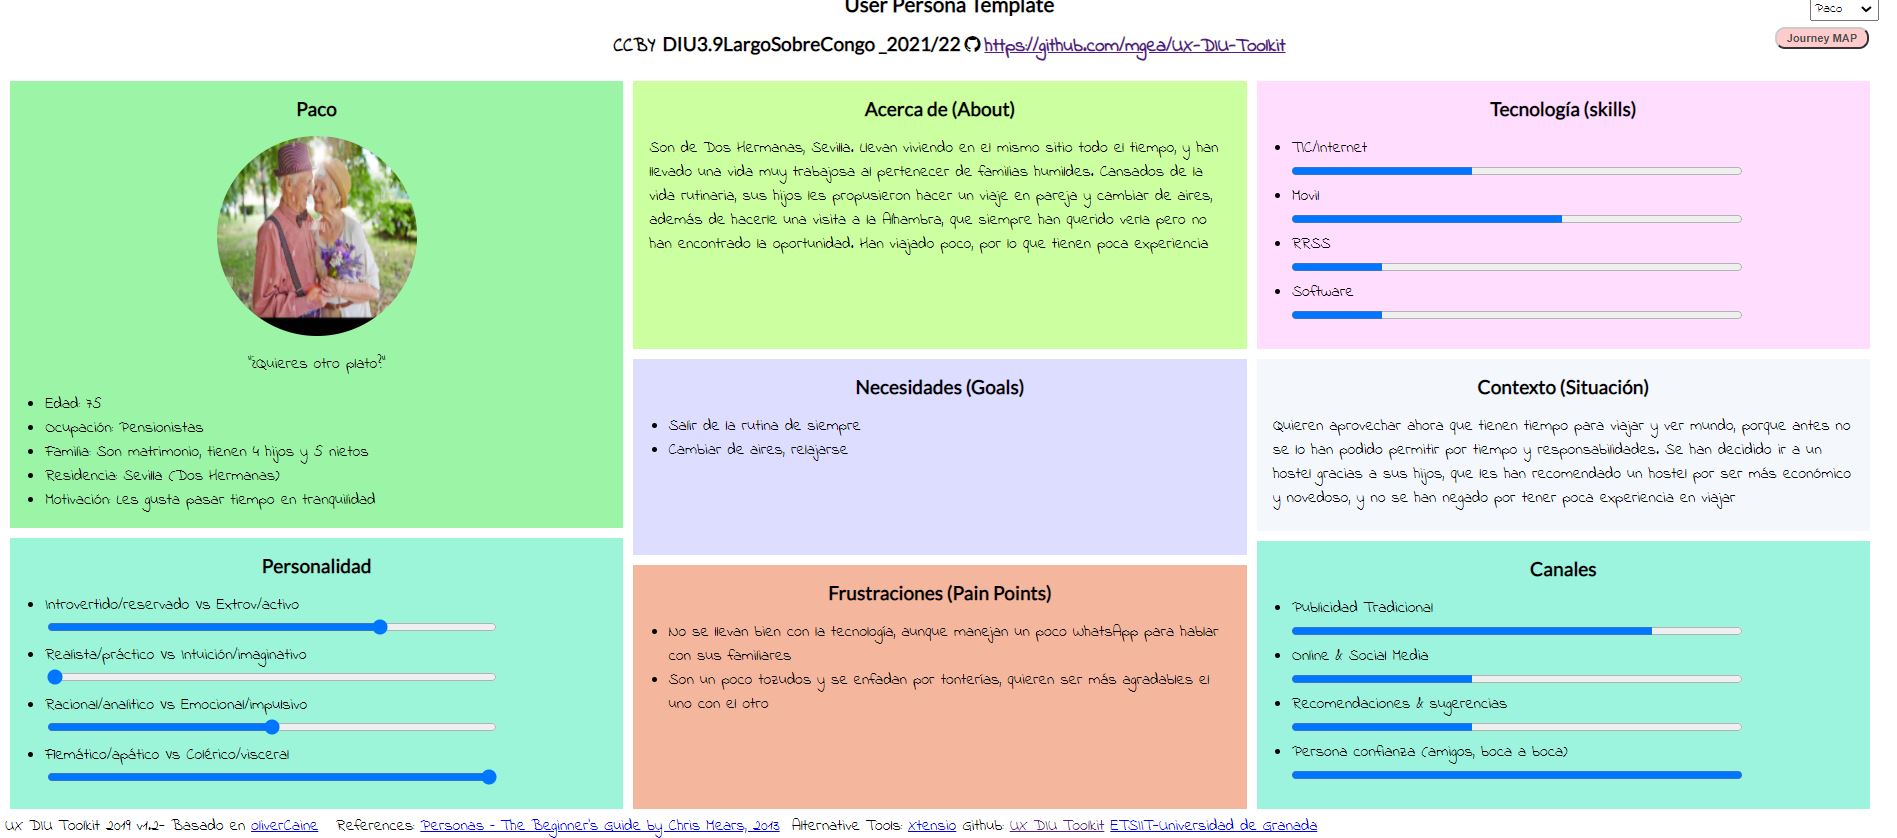 User Persona Template
Paco
CCBY DIU3.9LargoSobreCongo _2021/22 https://github.com/mgea/UX-DIU-Toolkit
Journey MAP
Paco
"¿Quieres otro plato?"
Edad: 75
Ocupación: Pensionistas
Familia: Son matrimonio, tienen 4 hijos y 5 nietos
Residencia: Sevilla (Dos Hermanas)
Motivación: Les gusta pasar tiempo en tranquilidad
Personalidad
Introvertido/reservado Vs Extrov/activo
Realista/práctico Vs Intuición/imaginativo
Racional/analítico Vs Emocional/impulsivo
Flemático/apático Vs Colérico/visceral
Acerca de (About)
Son de Dos Hermanas, Sevilla. Llevan viviendo en el mismo sitio todo el tiempo, y han
llevado una vida muy trabajosa al pertenecer de familias humildes. Cansados de la
vida rutinaria, sus hijos les propusieron hacer un viaje en pareja y cambiar de aires,
además de hacerle una visita a la Alhambra, que siempre han querido verla pero no
han encontrado la oportunidad. Han viajado poco, por lo que tienen poca experiencia
Necesidades (Goals)
Salir de la rutina de siempre
Cambiar de aires, relajarse
Frustraciones (Pain Points)
No se llevan bien con la tecnología, aunque manejan un poco WhatsApp para hablar
con sus familiares
Son un poco tozudos y se enfadan por tonterías, quieren ser más agradables el
uno con el otro
Tecnología (skills)
TIC/Internet
Movil
RRSS
Software
Contexto (Situación)
Quieren aprovechar ahora que tienen tiempo para viajar y ver mundo, porque antes no
se lo han podido permitir por tiempo y responsabilidades. Se han decidido ir a un
hostel gracias a sus hijos, que les han recomendado un hostel por ser más económico
y novedoso, y no se han negado por tener poca experiencia en viajar
Canales
Publicidad Tradicional
Online & Social Media
Recomendaciones & sugerencias
Persona confianza (amigos, boca a boca)
UX DIU Toolkit 2019 v1.2- Basado en oliverCaine References: Personas - The Beginner's Guide by Chris Mears, 2013 Alternative Tools: Xtensio Github: UX DIU Toolkit ETSIIT-Universidad de Granada